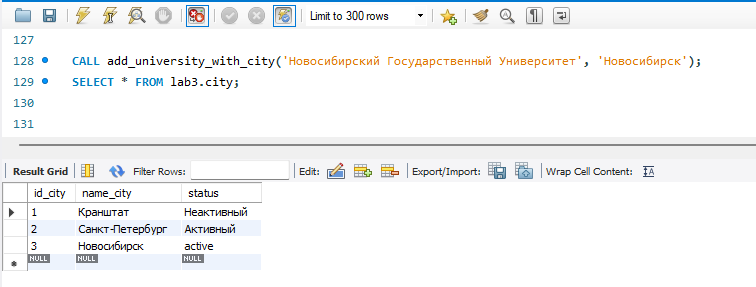 Limit to 300 rows
127
128 CALL add_university_with_city('Новосибирский Государственный Университет', 'Новосибирск');
129 SELECT * FROM lab3.city;
130
131
Result Grid Filter Rows: Edit: Export/Import: Wrap Cell Content:
id_city name_city status
1 Кранштат Неактивный
2 Санкт-Петербург Активный
3 Новосибирск active
NULL NULL NULL